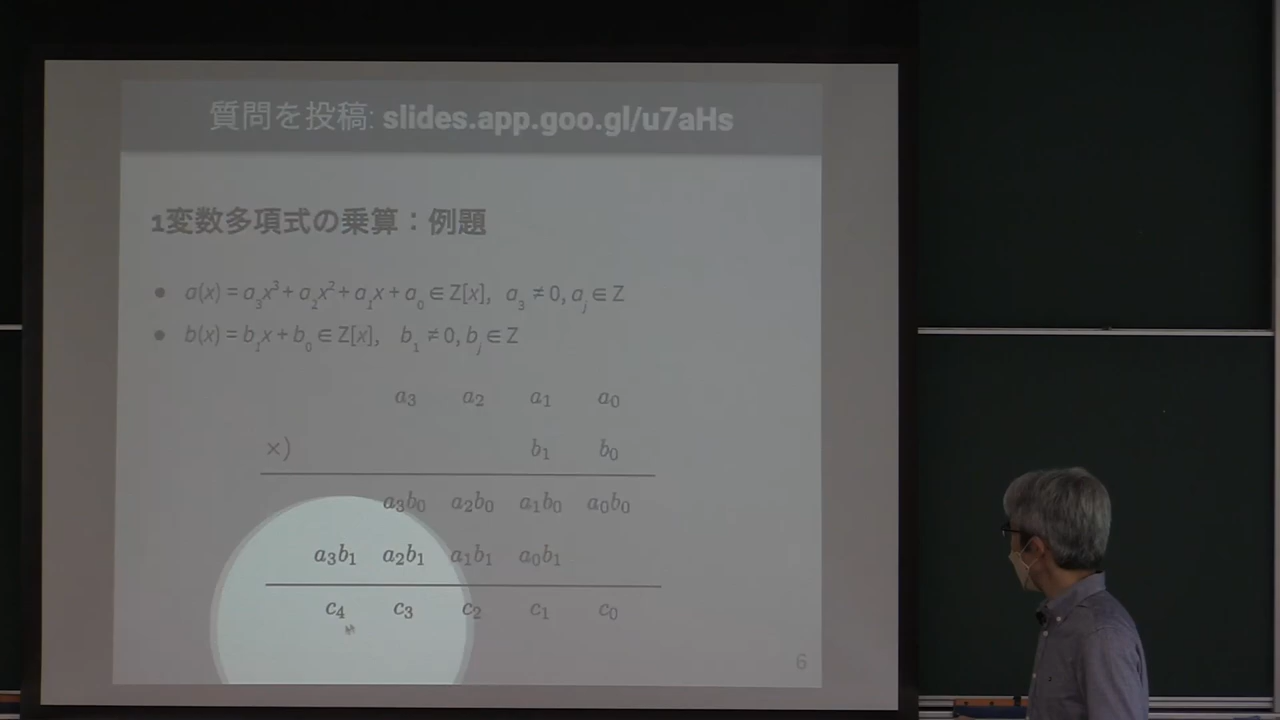 質問を投稿: slides.app.goo.gl/u7aHs
1変数多項式の乗算：例題
● a(x) = a₃x³ + a₂x² + a₁x + a₀ ∈ Z[x], a₃ ≠ 0, aⱼ ∈ Z
● b(x) = b₁x + b₀ ∈ Z[x], b₁ ≠ 0, bⱼ ∈ Z
a₃ a₂ a₁ a₀
×) b₁ b₀
a₃b₀ a₂b₀ a₁b₀ a₀b₀
a₃b₁ a₂b₁ a₁b₁ a₀b₁
c₄ c₃ c₂ c₁ c₀
6